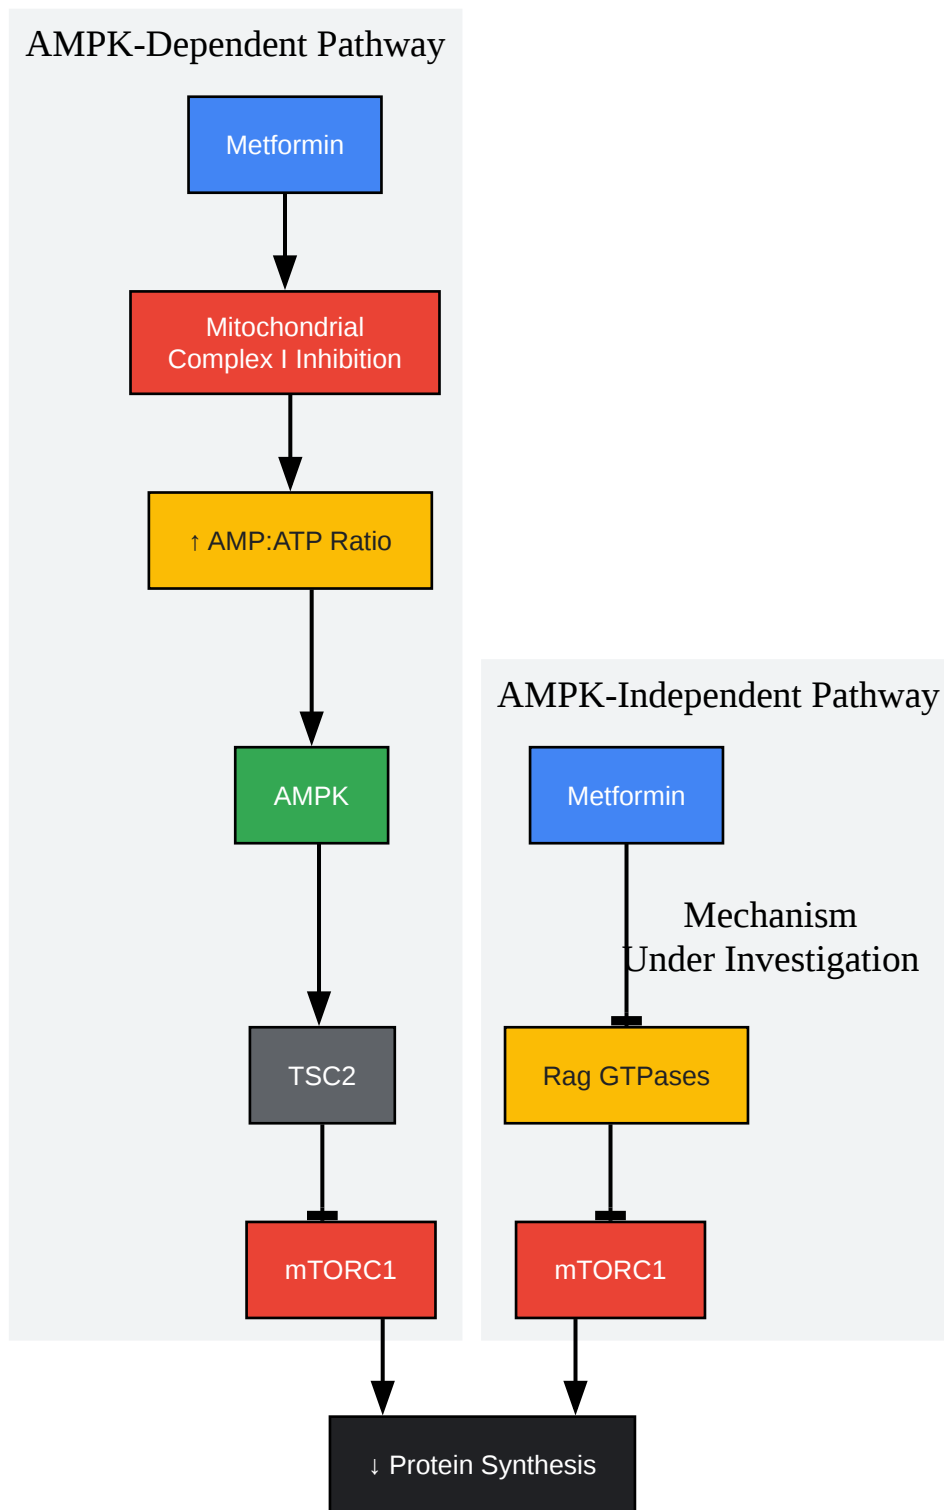 AMPK-Dependent Pathway
Metformin
Mitochondrial
Complex I Inhibition
↑ AMP:ATP Ratio
AMPK
TSC2
mTORC1
AMPK-Independent Pathway
Metformin
Mechanism
Under Investigation
Rag GTPases
mTORC1
↓ Protein Synthesis